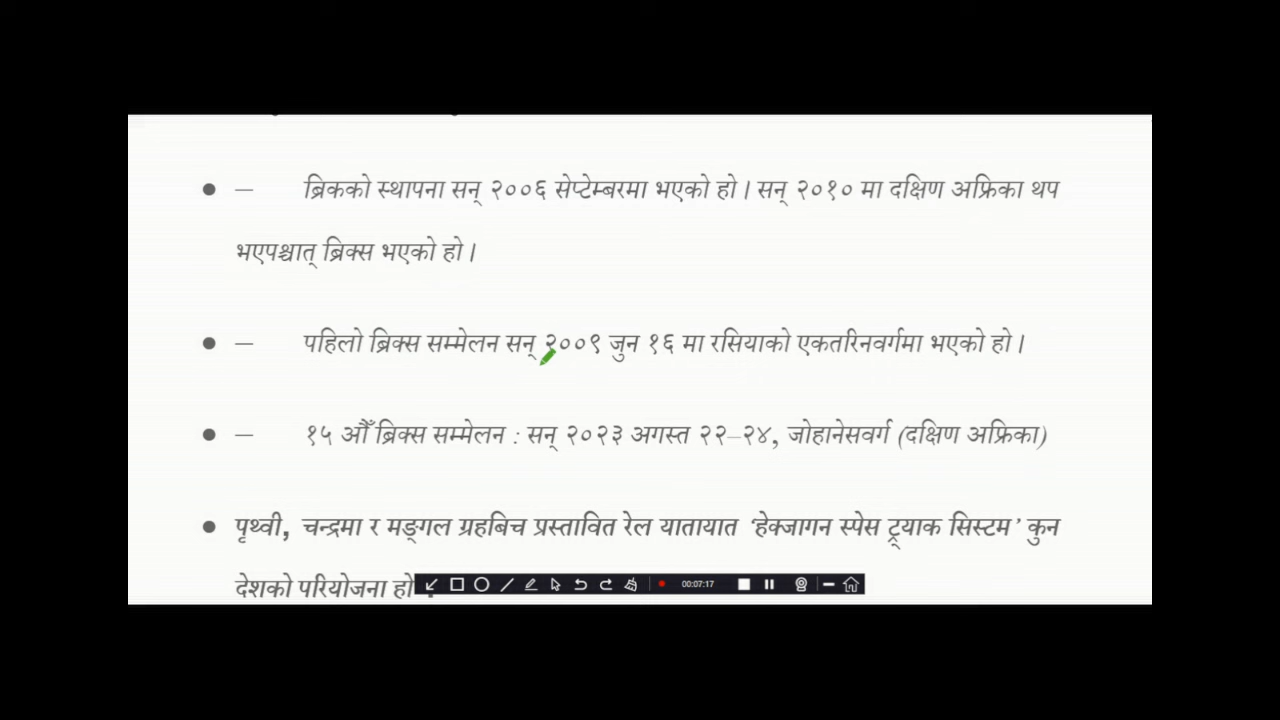 ● — ब्रिकको स्थापना सन् २००६ सेप्टेम्बरमा भएको हो । सन् २०१० मा दक्षिण अफ्रिका थप
भएपश्चात् ब्रिक्स भएको हो ।
● — पहिलो ब्रिक्स सम्मेलन सन् २००९ जुन १६ मा रसियाको एकतरिनवर्गमा भएको हो ।
● — १५ औँ ब्रिक्स सम्मेलन : सन् २०२३ अगस्त २२–२४, जोहानेसवर्ग (दक्षिण अफ्रिका)
● पृथ्वी, चन्द्रमा र मङ्गल ग्रहबिच प्रस्तावित रेल यातायात ‘हेक्जागन स्पेस ट्र्याक सिस्टम’ कुन
देशको परियोजना हो
00:07:17